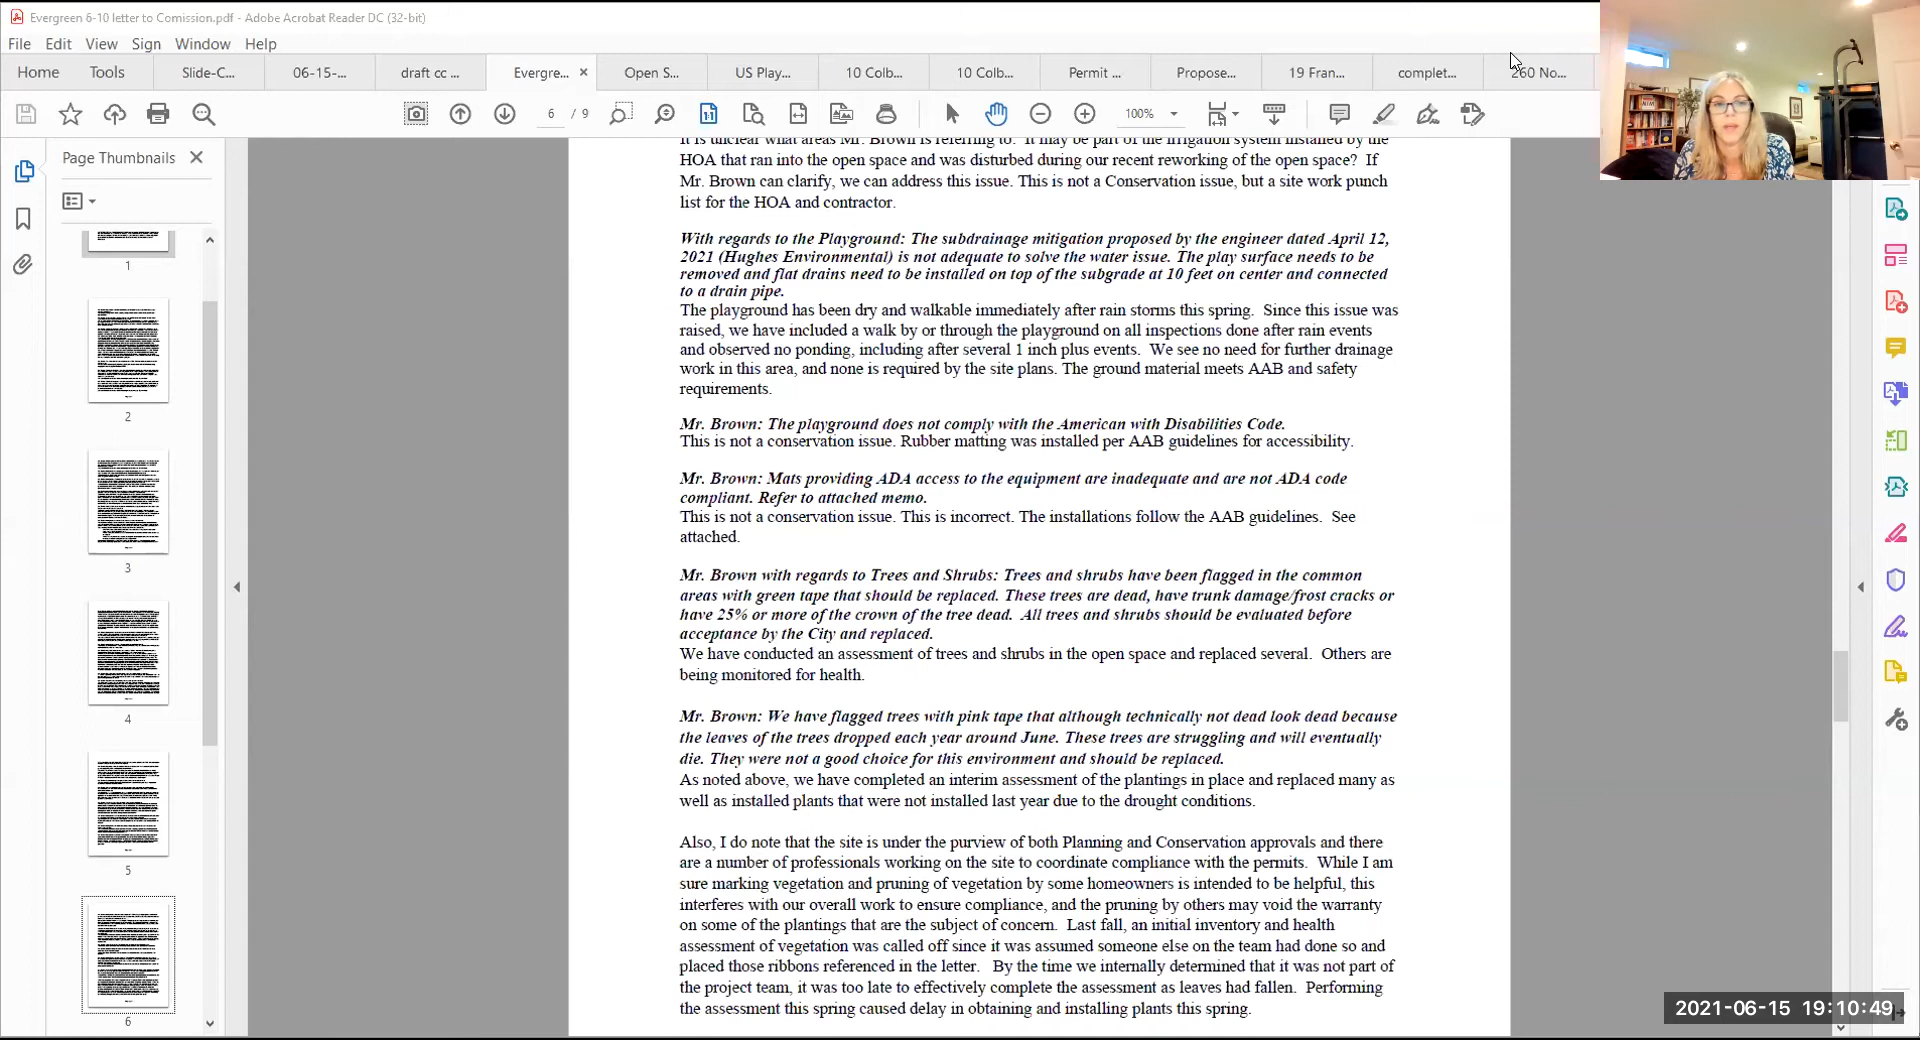 Evergreen 6-10 letter to Comission.pdf - Adobe Acrobat Reader DC (32-bit)
File Edit View Sign Window Help
Home Tools Slide-C... 06-15-... draft cc ... Evergre... × Open S... US Play... 10 Colb... 10 Colb... Permit ... Propose... 19 Fran... complet... 260 No...
6 / 9 100%
Page Thumbnails
1
2
3
4
5
6
It is unclear what areas Mr. Brown is referring to. It may be part of the irrigation system installed by the
HOA that ran into the open space and was disturbed during our recent reworking of the open space? If
Mr. Brown can clarify, we can address this issue. This is not a Conservation issue, but a site work punch
list for the HOA and contractor.
With regards to the Playground: The subdrainage mitigation proposed by the engineer dated April 12,
2021 (Hughes Environmental) is not adequate to solve the water issue. The play surface needs to be
removed and flat drains need to be installed on top of the subgrade at 10 feet on center and connected
to a drain pipe.
The playground has been dry and walkable immediately after rain storms this spring. Since this issue was
raised, we have included a walk by or through the playground on all inspections done after rain events
and observed no ponding, including after several 1 inch plus events. We see no need for further drainage
work in this area, and none is required by the site plans. The ground material meets AAB and safety
requirements.
Mr. Brown: The playground does not comply with the American with Disabilities Code.
This is not a conservation issue. Rubber matting was installed per AAB guidelines for accessibility.
Mr. Brown: Mats providing ADA access to the equipment are inadequate and are not ADA code
compliant. Refer to attached memo.
This is not a conservation issue. This is incorrect. The installations follow the AAB guidelines. See
attached.
Mr. Brown with regards to Trees and Shrubs: Trees and shrubs have been flagged in the common
areas with green tape that should be replaced. These trees are dead, have trunk damage/frost cracks or
have 25% or more of the crown of the tree dead. All trees and shrubs should be evaluated before
acceptance by the City and replaced.
We have conducted an assessment of trees and shrubs in the open space and replaced several. Others are
being monitored for health.
Mr. Brown: We have flagged trees with pink tape that although technically not dead look dead because
the leaves of the trees dropped each year around June. These trees are struggling and will eventually
die. They were not a good choice for this environment and should be replaced.
As noted above, we have completed an interim assessment of the plantings in place and replaced many as
well as installed plants that were not installed last year due to the drought conditions.
Also, I do note that the site is under the purview of both Planning and Conservation approvals and there
are a number of professionals working on the site to coordinate compliance with the permits. While I am
sure marking vegetation and pruning of vegetation by some homeowners is intended to be helpful, this
interferes with our overall work to ensure compliance, and the pruning by others may void the warranty
on some of the plantings that are the subject of concern. Last fall, an initial inventory and health
assessment of vegetation was called off since it was assumed someone else on the team had done so and
placed those ribbons referenced in the letter. By the time we internally determined that it was not part of
the project team, it was too late to effectively complete the assessment as leaves had fallen. Performing
the assessment this spring caused delay in obtaining and installing plants this spring.
2021-06-15 19:10:49